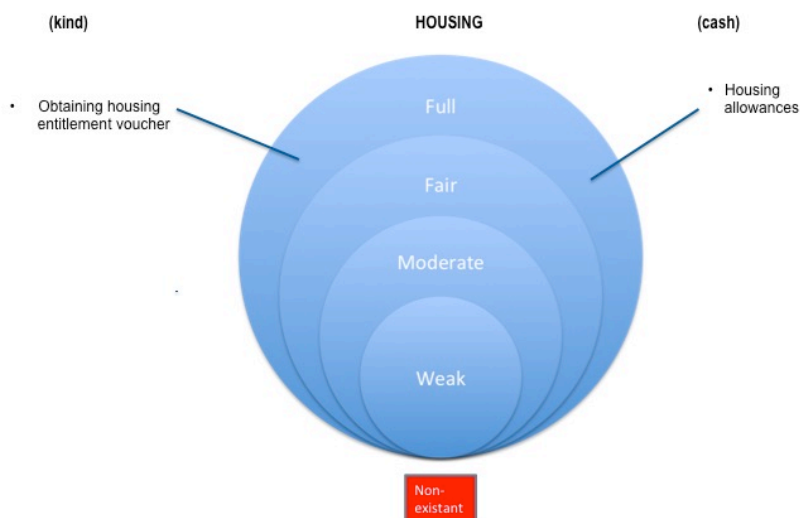 (kind) HOUSING (cash)
• Obtaining housing
entitlement voucher
• Housing
allowances
Full
Fair
Moderate
Weak
Non-
existant